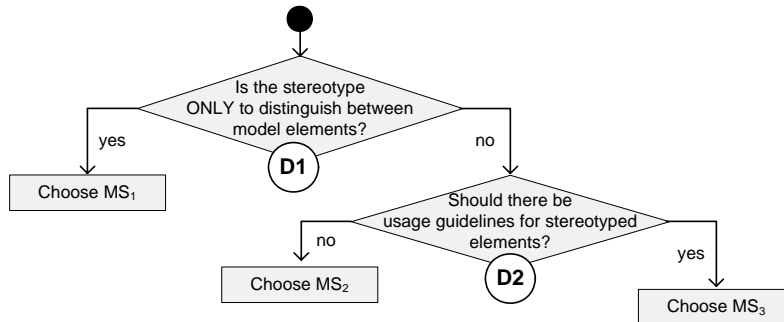 Is the stereotype
ONLY to distinguish between
model elements?
yes
no
D1
Choose MS₁
Should there be
usage guidelines for stereotyped
elements?
no
yes
D2
Choose MS₂
Choose MS₃